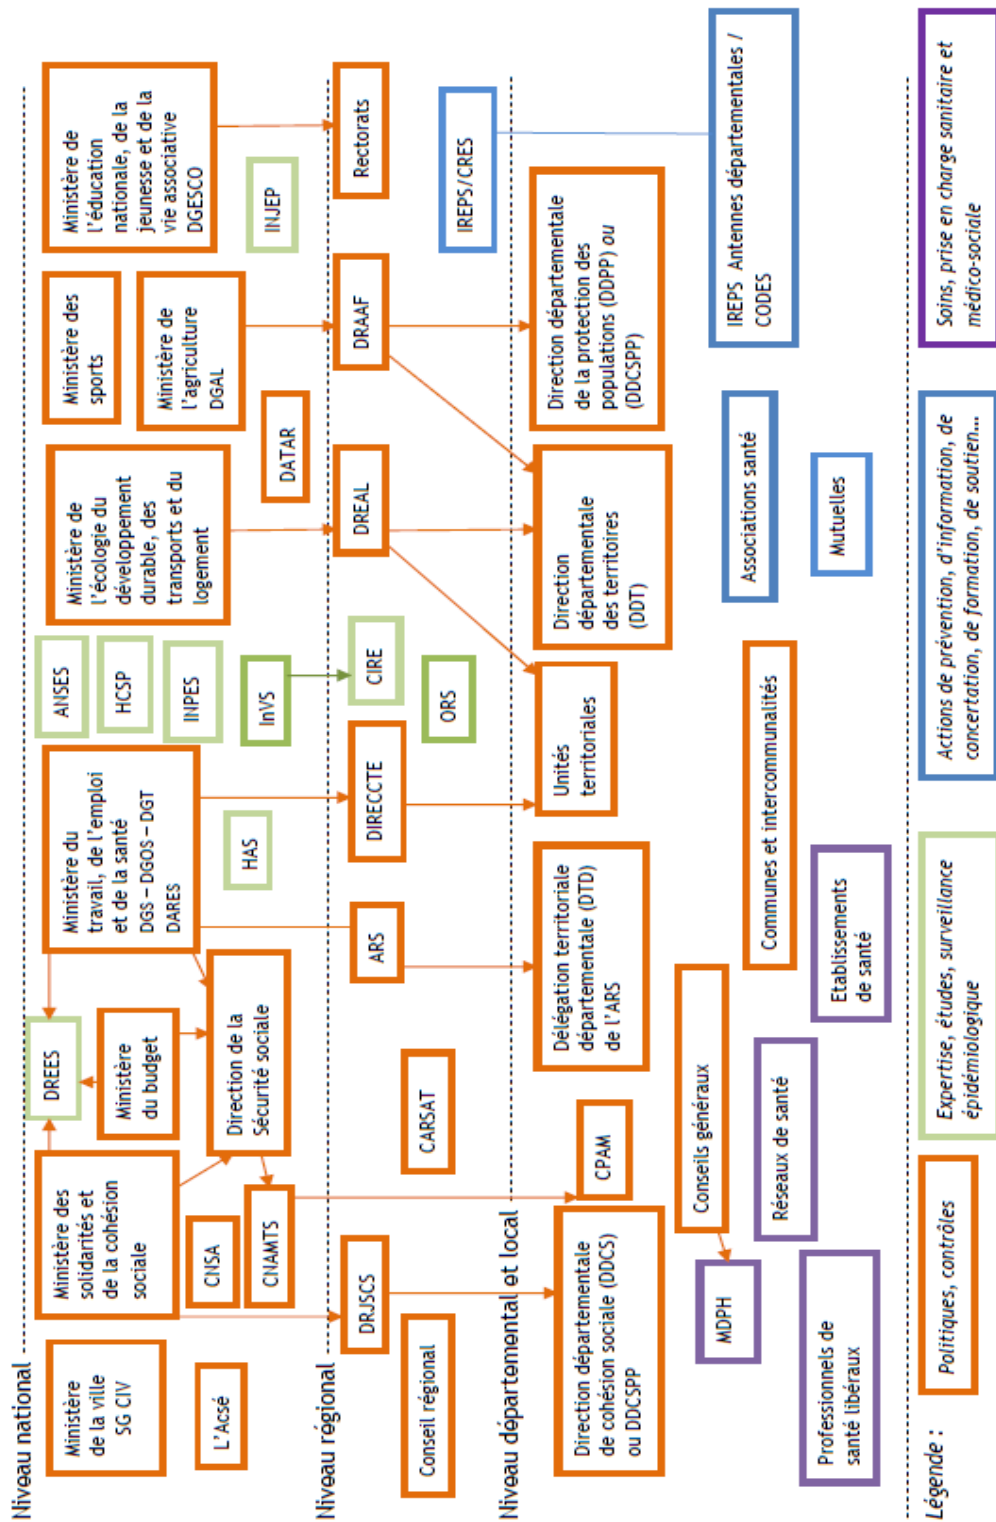 Niveau national
Ministère de la ville
SG CIV
L'Acsé
Ministère des
solidarités et
de la cohésion
sociale
CNSA
CNAMTS
DREES
Ministère
du budget
Direction de la
Sécurité sociale
Ministère du
travail, de l'emploi
et de la santé
DGS – DGOS – DGT
DARES
HAS
ANSES
HCSP
INPES
InVS
Ministère de
l'écologie du
développement
durable, des
transports et du
logement
DATAR
Ministère des
sports
Ministère de
l'agriculture
DGAL
Ministère de
l'éducation
nationale, de la
jeunesse et de la
vie associative
DGESCO
INJEP
Niveau régional
Conseil régional
DRJSCS
CARSAT
ARS
DIRECCTE
CIRE
ORS
DREAL
DRAAF
Rectorats
IREPS/CRES
Niveau départemental et local
Direction départementale
de cohésion sociale (DDCS)
ou DDCSPP
CPAM
Délégation territoriale
départementale (DTD)
de l'ARS
Unités
territoriales
Direction
départementale
des territoires
(DDT)
Direction départementale
de la protection des
populations (DDPP) ou
(DDCSPP)
MDPH
Conseils généraux
Communes et intercommunalités
Associations santé
IREPS Antennes départementales /
CODES
Professionnels de
santé libéraux
Réseaux de santé
Etablissements
de santé
Mutuelles
Légende :
Politiques, contrôles
Expertise, études, surveillance
épidémiologique
Actions de prévention, d'information, de
concertation, de formation, de soutien...
Soins, prise en charge sanitaire et
médico-sociale